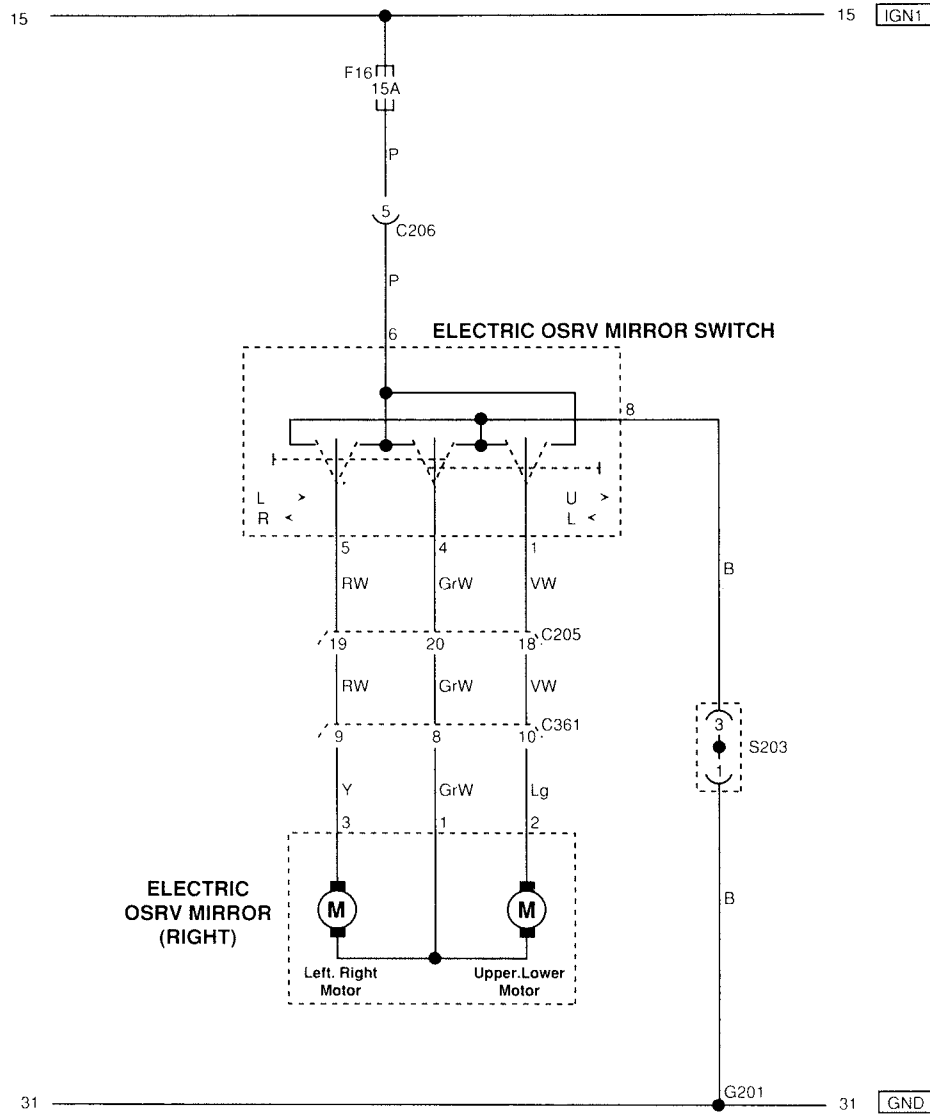 15
15 IGN1
F16
15A
P
5
C206
P
6
ELECTRIC OSRV MIRROR SWITCH
8
L >
R <
U >
L <
5 4 1
RW GrW VW
B
C205
19 20 18
RW GrW VW
C361
9 8 10
3
S203
1
Y GrW Lg
3 1 2
ELECTRIC
OSRV MIRROR
(RIGHT)
M M
B
Left. Right
Motor
Upper.Lower
Motor
G201
31
31 GND